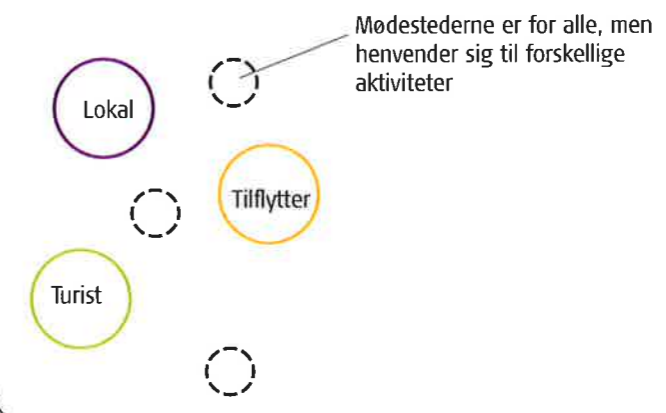 Mødestederne er for alle, men
henvender sig til forskellige
aktiviteter
Lokal
Tilflytter
Turist